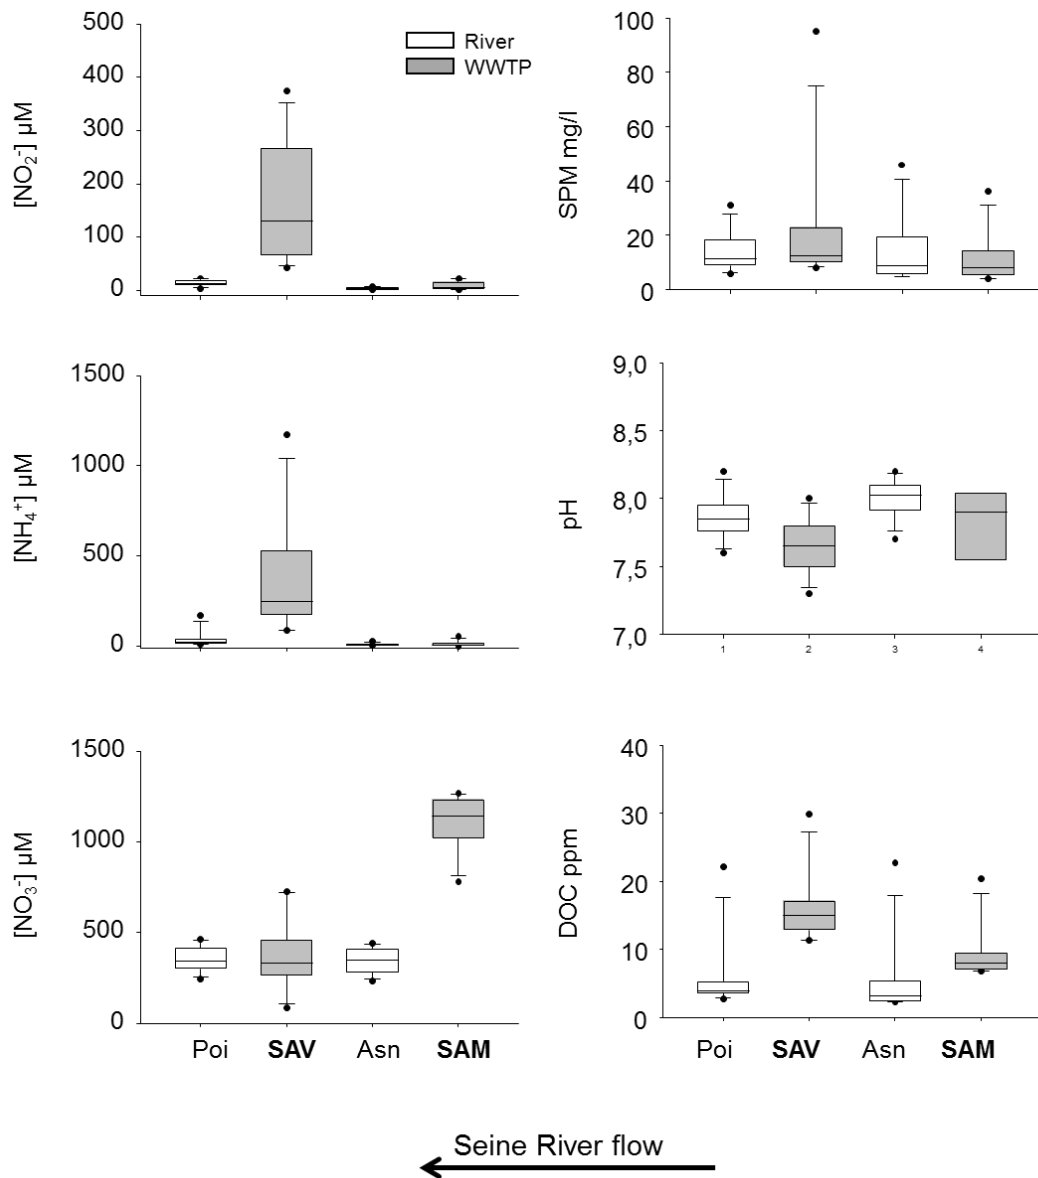 500
400
300
200
100
0
[NO₂⁻] µM
River
WWTP
100
80
60
40
20
0
SPM mg/l
1500
1000
500
0
[NH₄⁺] µM
9,0
8,5
8,0
7,5
7,0
pH
1 2 3 4
1500
1000
500
0
[NO₃⁻] µM
Poi SAV Asn SAM
40
30
20
10
0
DOC ppm
Poi SAV Asn SAM
Seine River flow